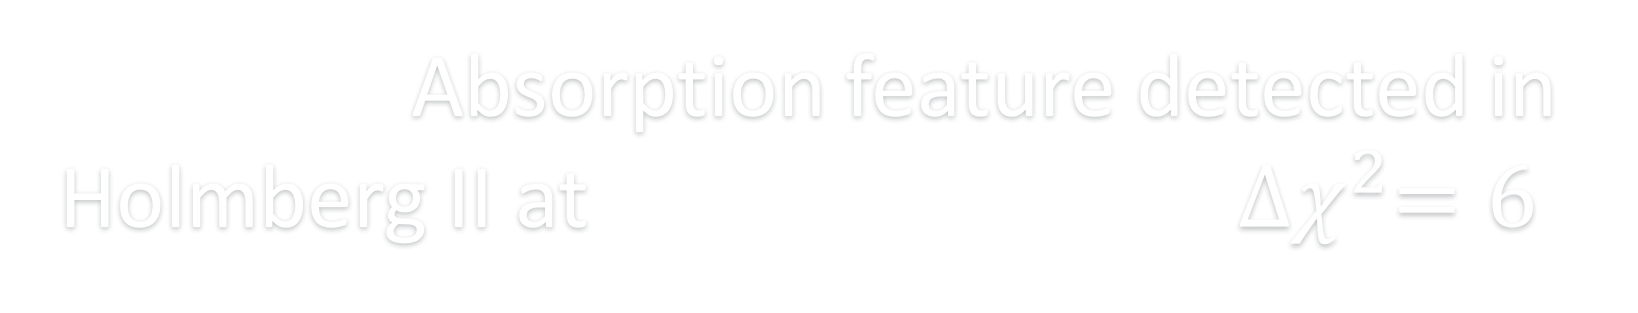 Absorption feature detected in
Holmberg II at Δχ²= 6